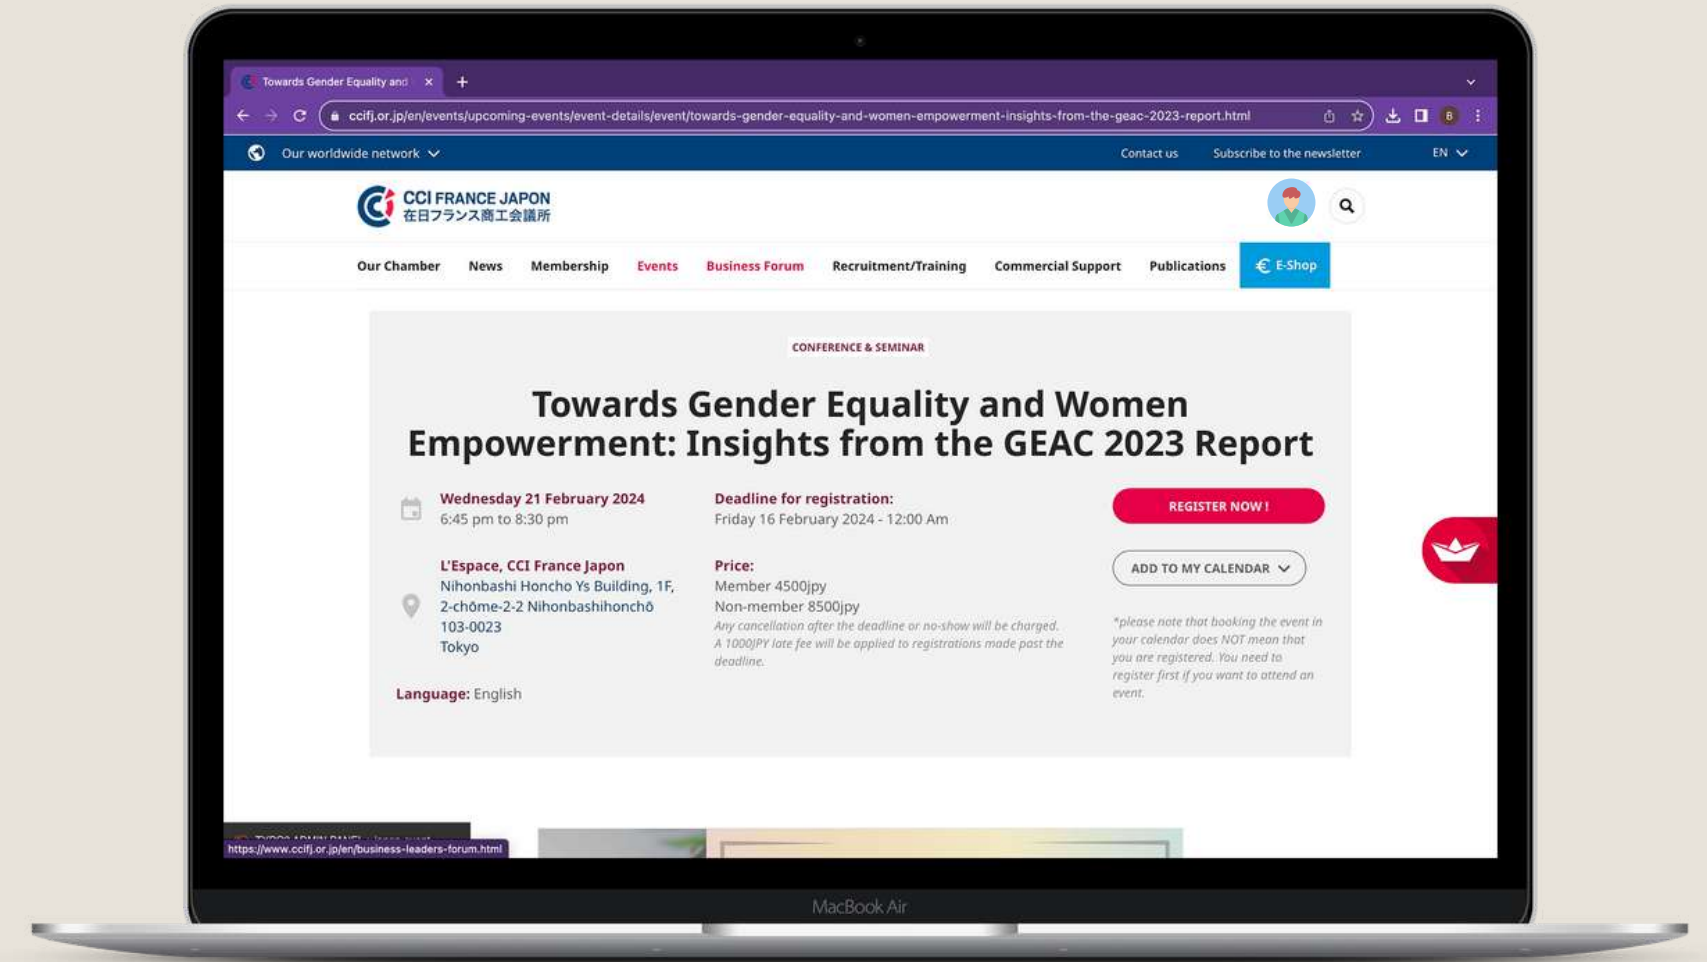 Towards Gender Equality and
ccifj.or.jp/en/events/upcoming-events/event-details/event/towards-gender-equality-and-women-empowerment-insights-from-the-geac-2023-report.html
B
Our worldwide network
Contact us
Subscribe to the newsletter
EN
CCI FRANCE JAPON
在日フランス商工会議所
Our Chamber
News
Membership
Events
Business Forum
Recruitment/Training
Commercial Support
Publications
€ E-Shop
CONFERENCE & SEMINAR
Towards Gender Equality and Women
Empowerment: Insights from the GEAC 2023 Report
Wednesday 21 February 2024
6:45 pm to 8:30 pm
L'Espace, CCI France Japon
Nihonbashi Honcho Ys Building, 1F,
2-chōme-2-2 Nihonbashihonchō
103-0023
Tokyo
Language: English
Deadline for registration:
Friday 16 February 2024 - 12:00 Am
Price:
Member 4500jpy
Non-member 8500jpy
Any cancellation after the deadline or no-show will be charged.
A 1000JPY late fee will be applied to registrations made past the
deadline.
REGISTER NOW !
ADD TO MY CALENDAR
*please note that booking the event in
your calendar does NOT mean that
you are registered. You need to
register first if you want to attend an
event.
https://www.ccifj.or.jp/en/business-leaders-forum.html
MacBook Air